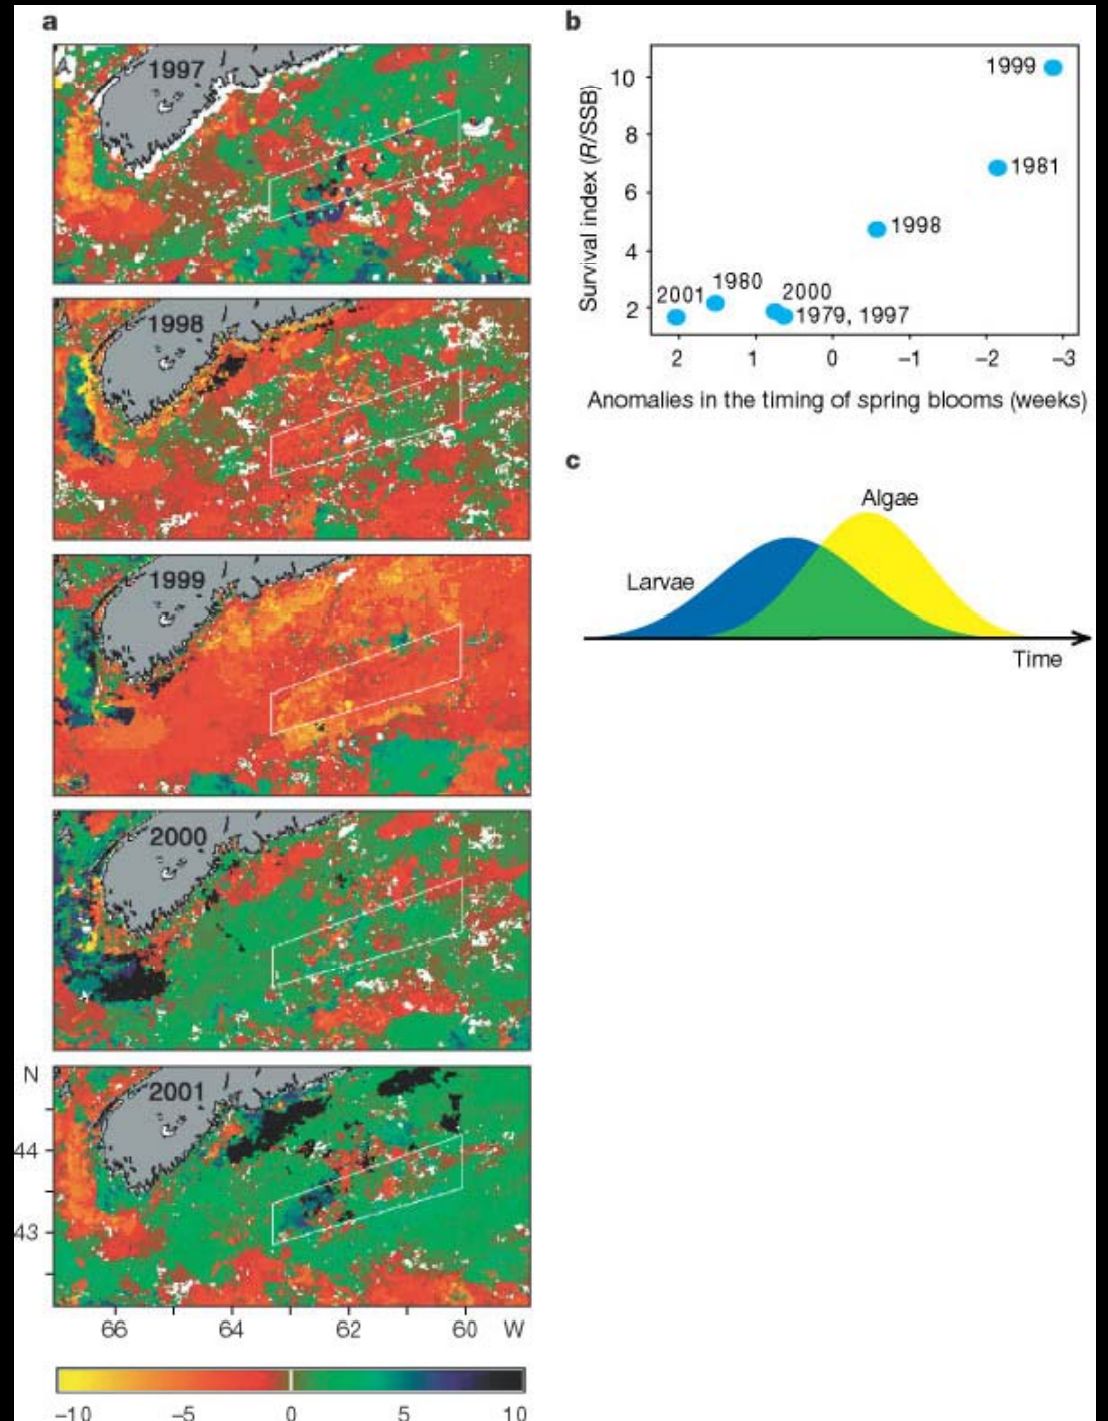 a
1997
1998
1999
2000
2001
N
44
43
66 64 62 60 W
−10 −5 0 5 10
b
Survival index (R/SSB)
10
8
6
4
2
1999
1981
1998
2001 1980 2000
1979, 1997
2 1 0 −1 −2 −3
Anomalies in the timing of spring blooms (weeks)
c
Algae
Larvae
Time